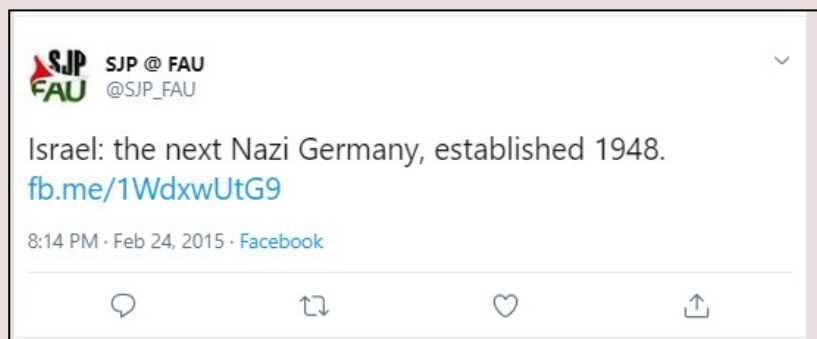 SJP
FAU
SJP @ FAU
@SJP_FAU
Israel: the next Nazi Germany, established 1948.
fb.me/1WdxwUtG9
8:14 PM · Feb 24, 2015 · Facebook